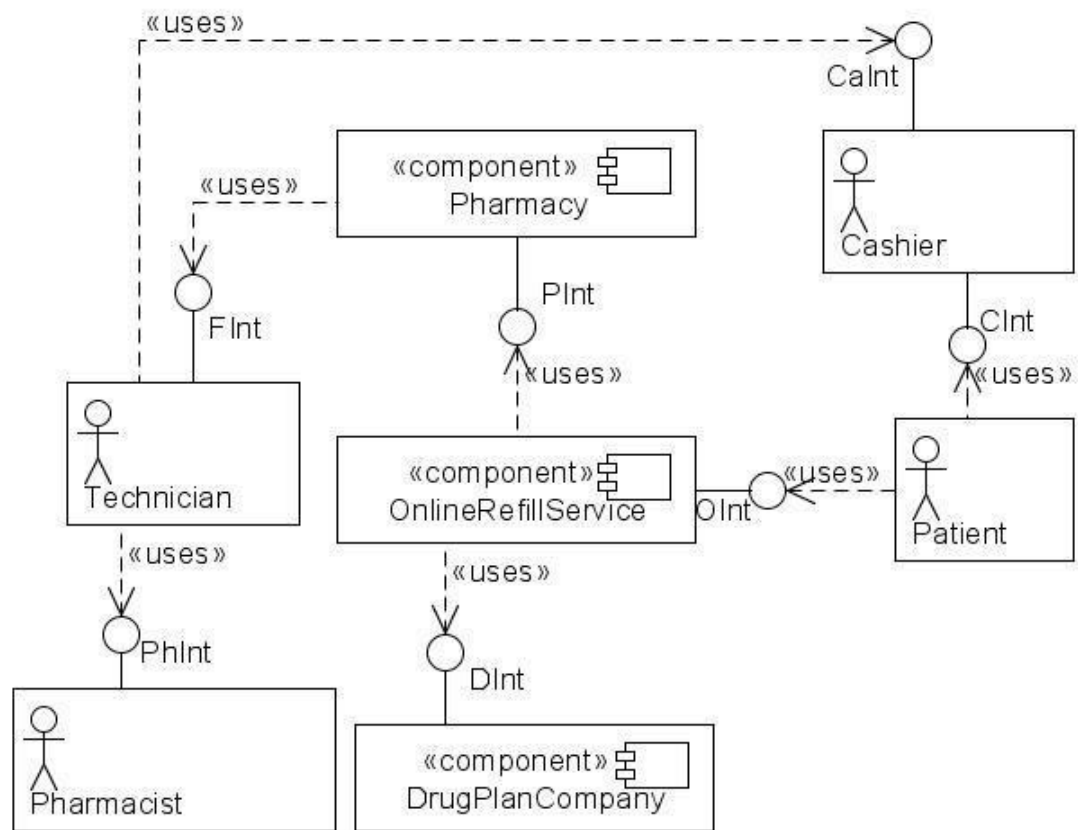 «uses»
CaInt
«component»
Pharmacy
«uses»
Cashier
PInt
FInt
CInt
«uses»
«uses»
«component»
OnlineRefillService
«uses»
OInt
Technician
Patient
«uses»
«uses»
PhInt
DInt
«component»
DrugPlanCompany
Pharmacist